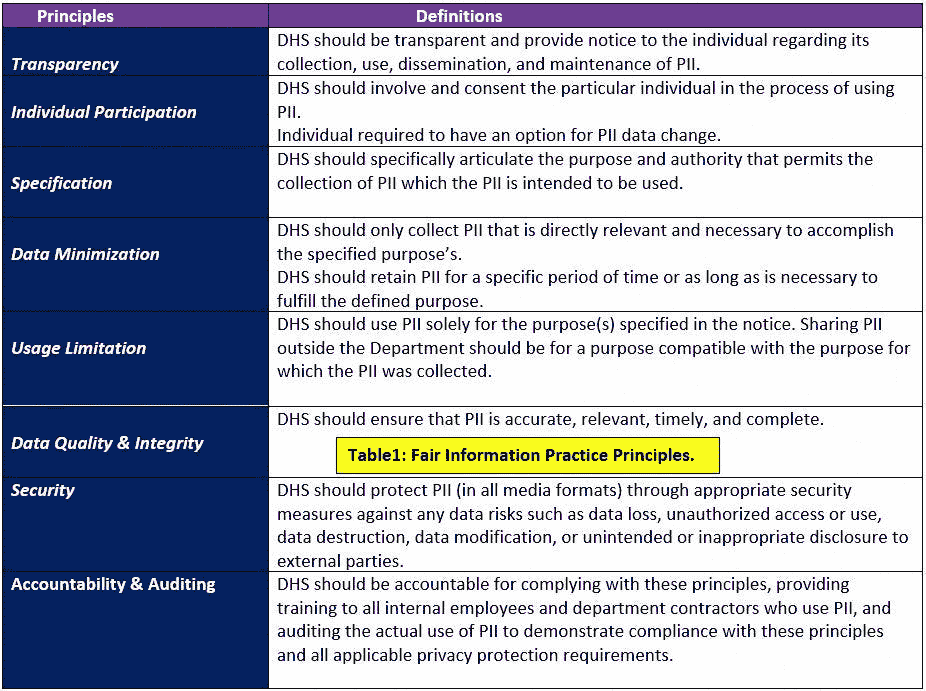 Principles Definitions
Transparency
DHS should be transparent and provide notice to the individual regarding its
collection, use, dissemination, and maintenance of PII.
Individual Participation
DHS should involve and consent the particular individual in the process of using
PII.
Individual required to have an option for PII data change.
Specification
DHS should specifically articulate the purpose and authority that permits the
collection of PII which the PII is intended to be used.
Data Minimization
DHS should only collect PII that is directly relevant and necessary to accomplish
the specified purpose’s.
DHS should retain PII for a specific period of time or as long as is necessary to
fulfill the defined purpose.
Usage Limitation
DHS should use PII solely for the purpose(s) specified in the notice. Sharing PII
outside the Department should be for a purpose compatible with the purpose for
which the PII was collected.
Data Quality & Integrity
DHS should ensure that PII is accurate, relevant, timely, and complete.
Table1: Fair Information Practice Principles.
Security
DHS should protect PII (in all media formats) through appropriate security
measures against any data risks such as data loss, unauthorized access or use,
data destruction, data modification, or unintended or inappropriate disclosure to
external parties.
Accountability & Auditing
DHS should be accountable for complying with these principles, providing
training to all internal employees and department contractors who use PII, and
auditing the actual use of PII to demonstrate compliance with these principles
and all applicable privacy protection requirements.